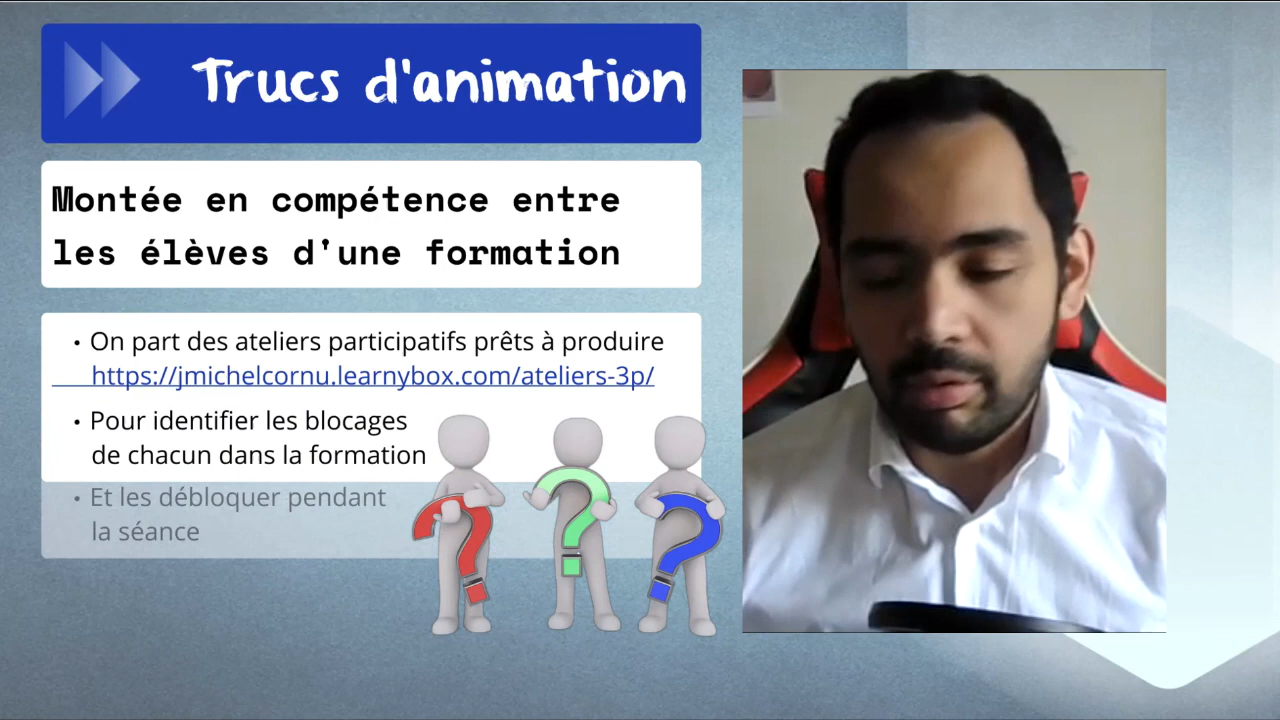 Trucs d'animation
Montée en compétence entre
les élèves d'une formation
• On part des ateliers participatifs prêts à produire
https://jmichelcornu.learnybox.com/ateliers-3p/
• Pour identifier les blocages
de chacun dans la formation
• Et les débloquer pendant
la séance